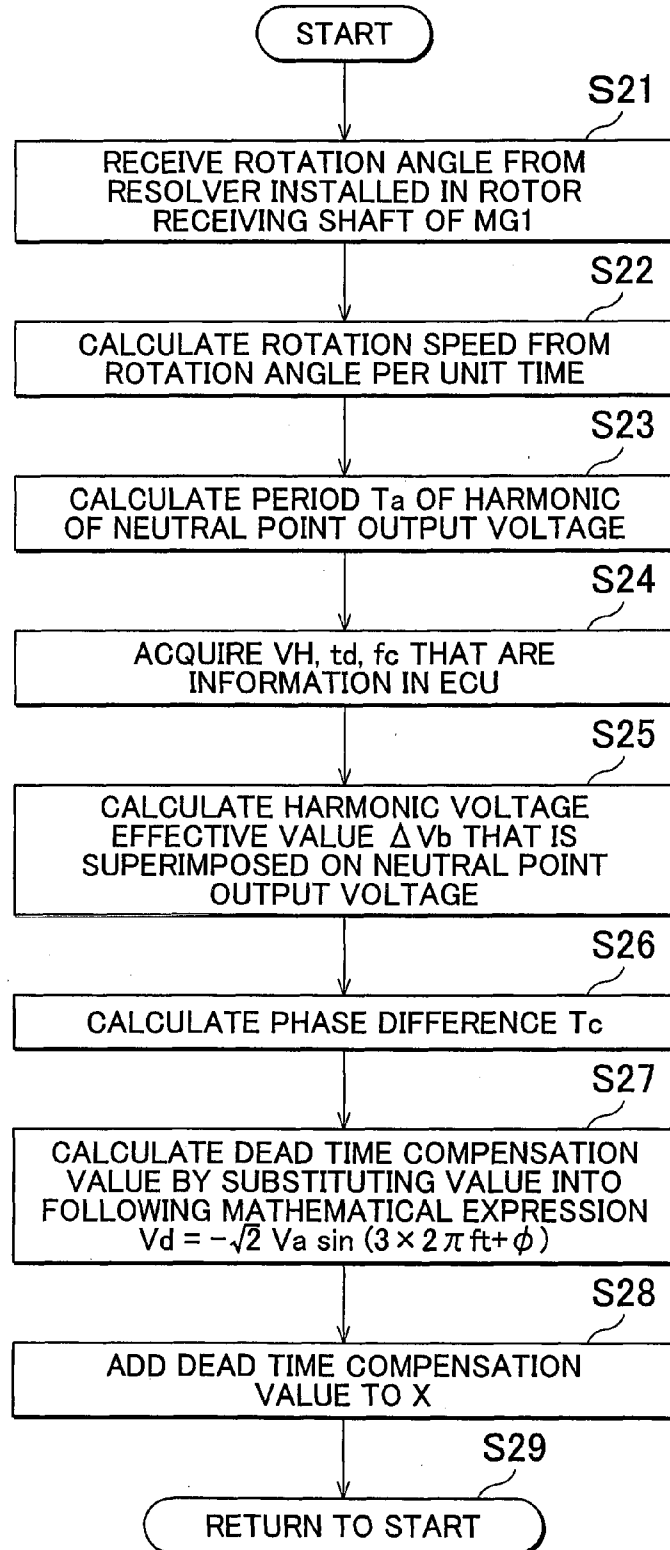 START
S21
RECEIVE ROTATION ANGLE FROM
RESOLVER INSTALLED IN ROTOR
RECEIVING SHAFT OF MG1
S22
CALCULATE ROTATION SPEED FROM
ROTATION ANGLE PER UNIT TIME
S23
CALCULATE PERIOD Ta OF HARMONIC
OF NEUTRAL POINT OUTPUT VOLTAGE
S24
ACQUIRE VH, td, fc THAT ARE
INFORMATION IN ECU
S25
CALCULATE HARMONIC VOLTAGE
EFFECTIVE VALUE ΔVb THAT IS
SUPERIMPOSED ON NEUTRAL POINT
OUTPUT VOLTAGE
S26
CALCULATE PHASE DIFFERENCE Tc
S27
CALCULATE DEAD TIME COMPENSATION
VALUE BY SUBSTITUTING VALUE INTO
FOLLOWING MATHEMATICAL EXPRESSION
Vd = -√2 Va sin (3 × 2πft+φ)
S28
ADD DEAD TIME COMPENSATION
VALUE TO X
S29
RETURN TO START